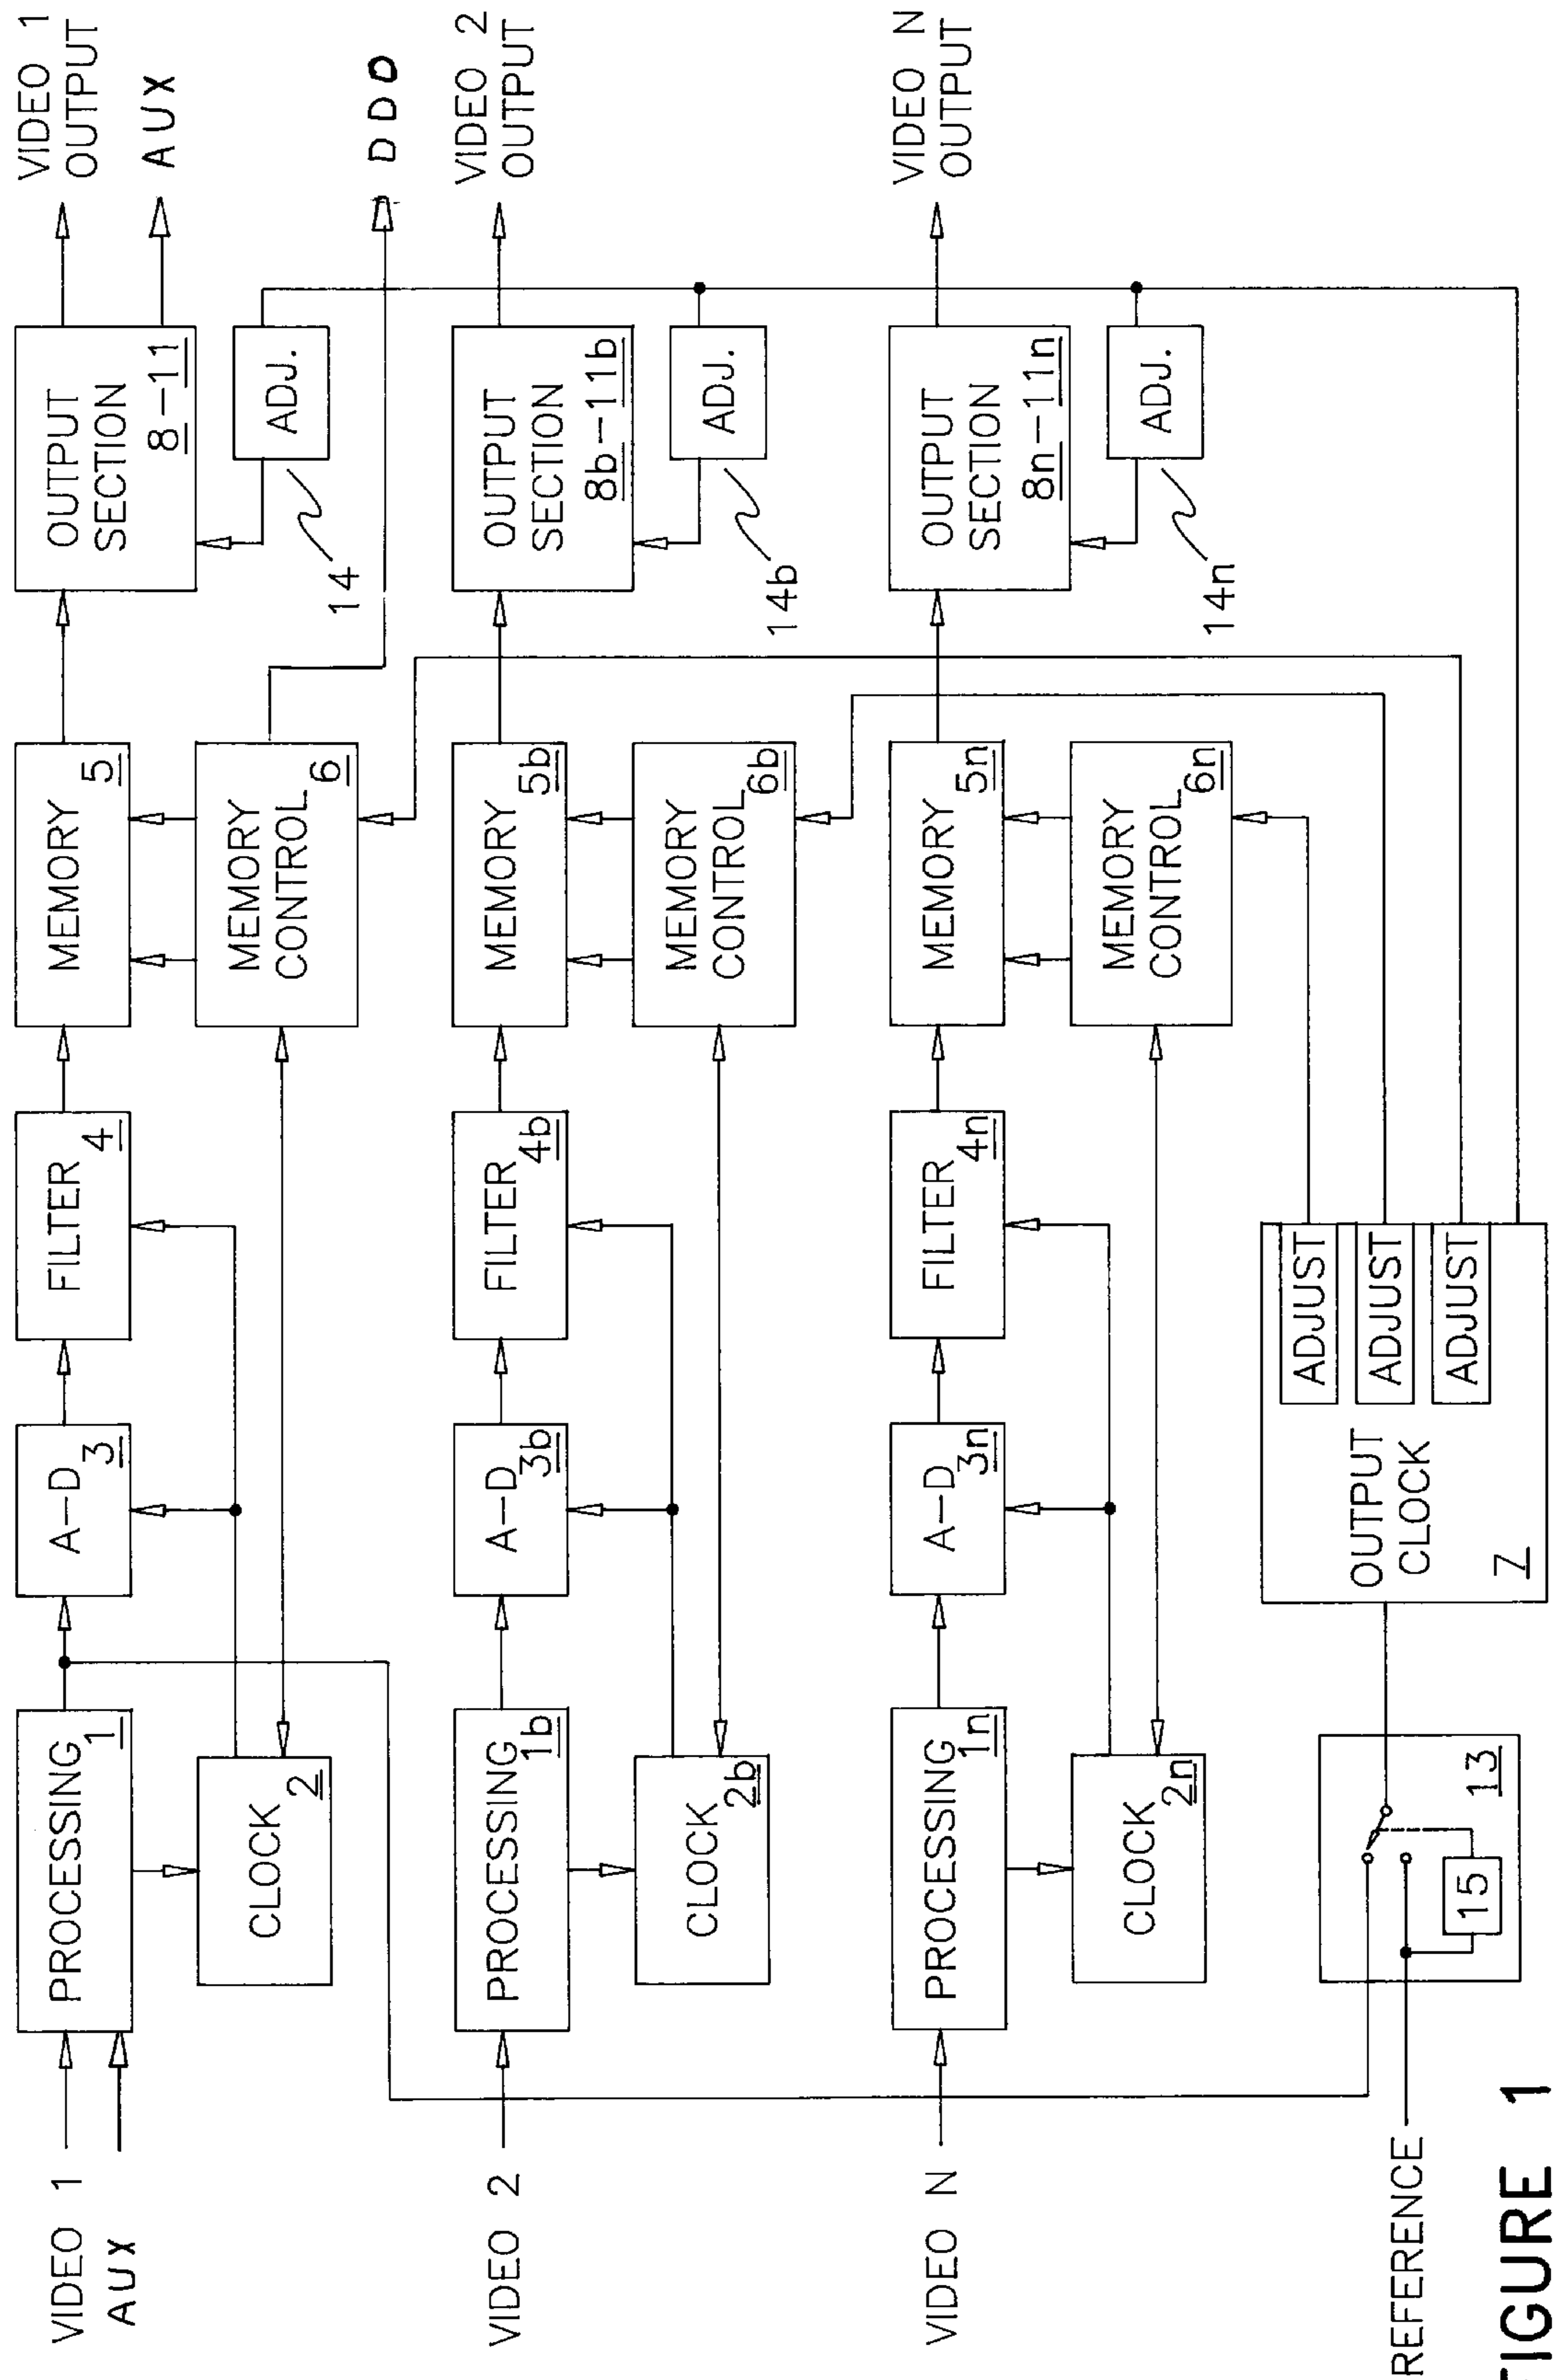 VIDEO 1
AUX
PROCESSING
1
CLOCK
2
A-D
3
FILTER
4
MEMORY
5
MEMORY
CONTROL
6
OUTPUT
SECTION
8-11
ADJ.
14
VIDEO 1
OUTPUT
AUX
DDO
VIDEO 2
PROCESSING
1b
CLOCK
2b
A-D
3b
FILTER
4b
MEMORY
5b
MEMORY
CONTROL
6b
OUTPUT
SECTION
8b-11b
ADJ.
14b
VIDEO 2
OUTPUT
VIDEO N
PROCESSING
1n
CLOCK
2n
A-D
3n
FILTER
4n
MEMORY
5n
MEMORY
CONTROL
6n
OUTPUT
SECTION
8n-11n
ADJ.
14n
VIDEO N
OUTPUT
REFERENCE
15
13
OUTPUT
CLOCK
7
ADJUST
ADJUST
ADJUST
FIGURE 1